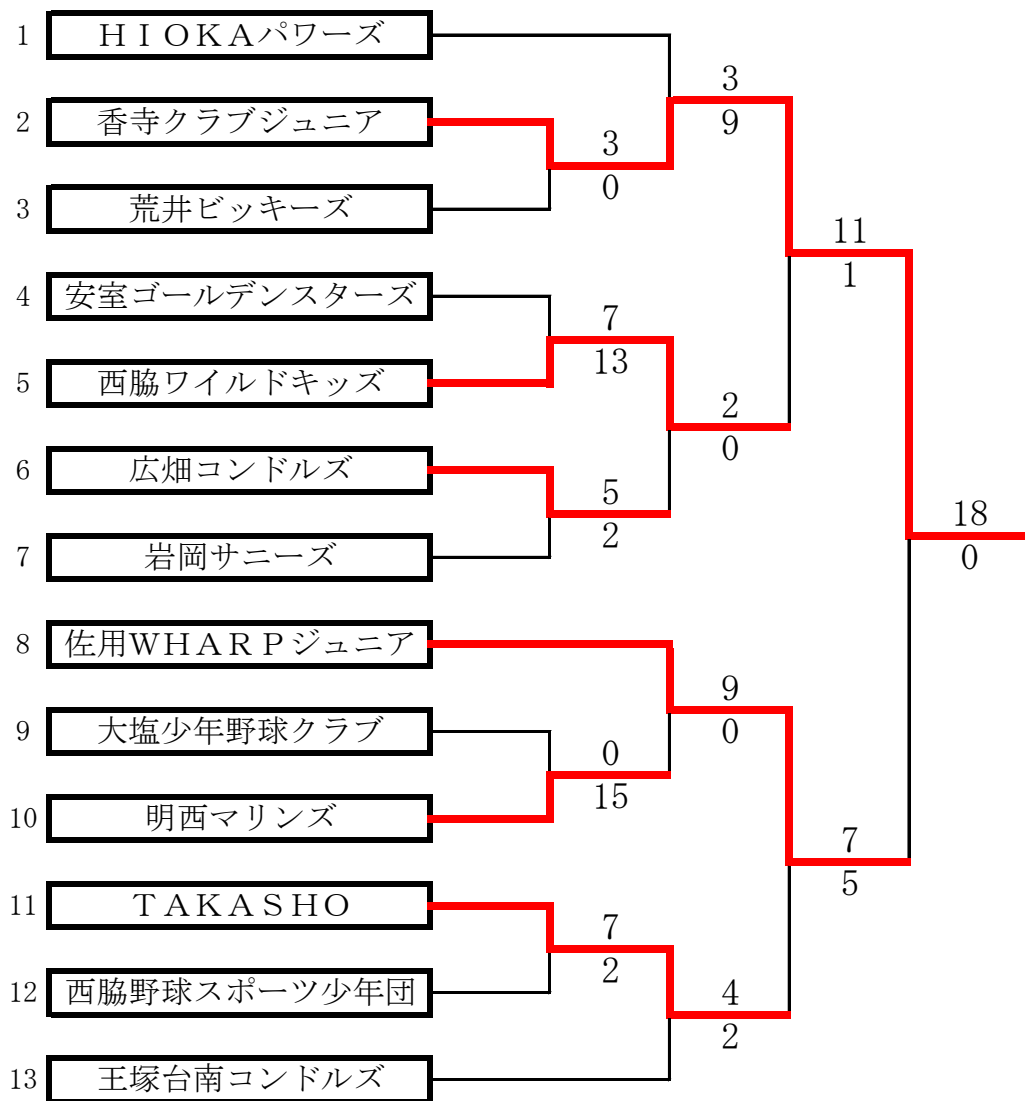 1 ＨＩＯＫＡパワーズ
3
9
2 香寺クラブジュニア
3
0
3 荒井ビッキーズ
11
1
4 安室ゴールデンスターズ
7
13
5 西脇ワイルドキッズ
2
0
6 広畑コンドルズ
5
2
7 岩岡サニーズ
18
0
8 佐用WＨＡＲＰジュニア
9
0
9 大塩少年野球クラブ
0
15
10 明西マリンズ
7
5
11 ＴＡＫＡＳＨＯ
7
2
12 西脇野球スポーツ少年団
4
2
13 王塚台南コンドルズ